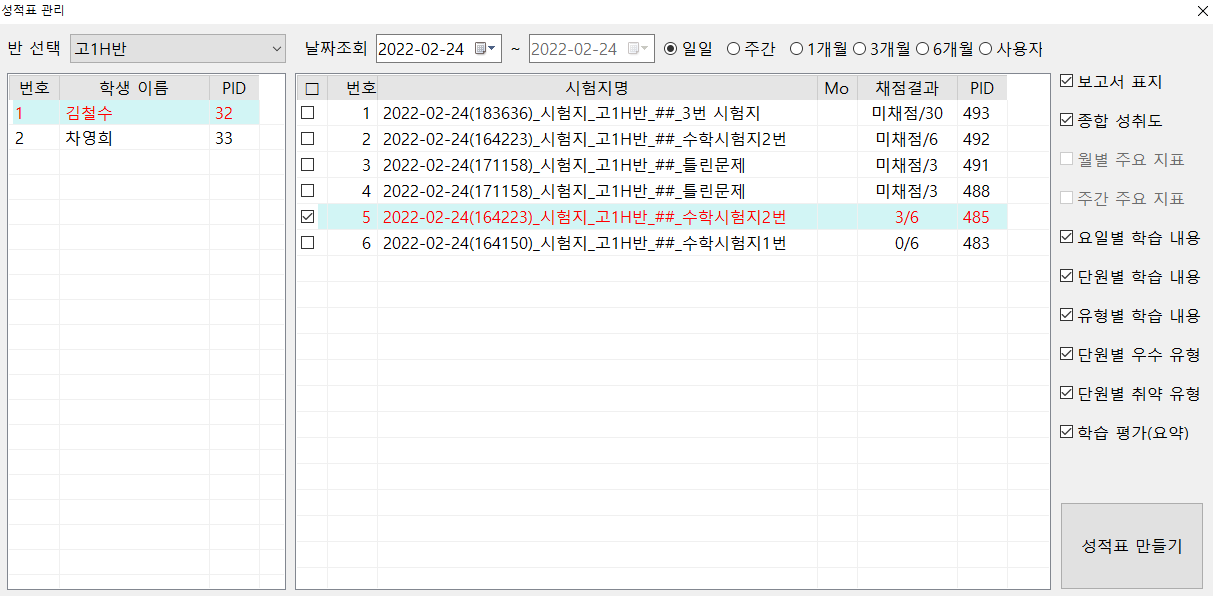 성적표 관리
반 선택 고1H반 날짜조회 2022-02-24 ~ 2022-02-24 일일 주간 1개월 3개월 6개월 사용자
번호 학생 이름 PID
1 김철수 32
2 차영희 33
번호 시험지명 Mo 채점결과 PID
1 2022-02-24(183636)_시험지_고1H반_##_3번 시험지 미채점/30 493
2 2022-02-24(164223)_시험지_고1H반_##_수학시험지2번 미채점/6 492
3 2022-02-24(171158)_시험지_고1H반_##_틀린문제 미채점/3 491
4 2022-02-24(171158)_시험지_고1H반_##_틀린문제 미채점/3 488
5 2022-02-24(164223)_시험지_고1H반_##_수학시험지2번 3/6 485
6 2022-02-24(164150)_시험지_고1H반_##_수학시험지1번 0/6 483
보고서 표지
종합 성취도
월별 주요 지표
주간 주요 지표
요일별 학습 내용
단원별 학습 내용
유형별 학습 내용
단원별 우수 유형
단원별 취약 유형
학습 평가(요약)
성적표 만들기